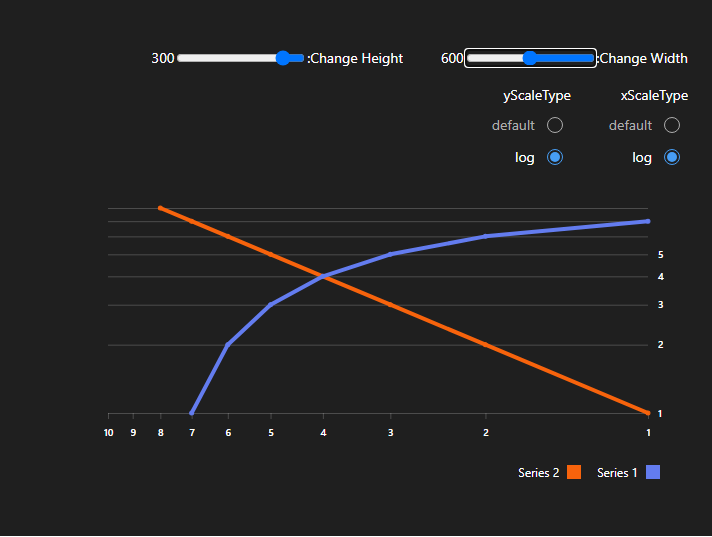 300 :Change Height 600 :Change Width
yScaleType xScaleType
default default
log log
5
4
3
2
1
10 9 8 7 6 5 4 3 2 1
Series 2 Series 1